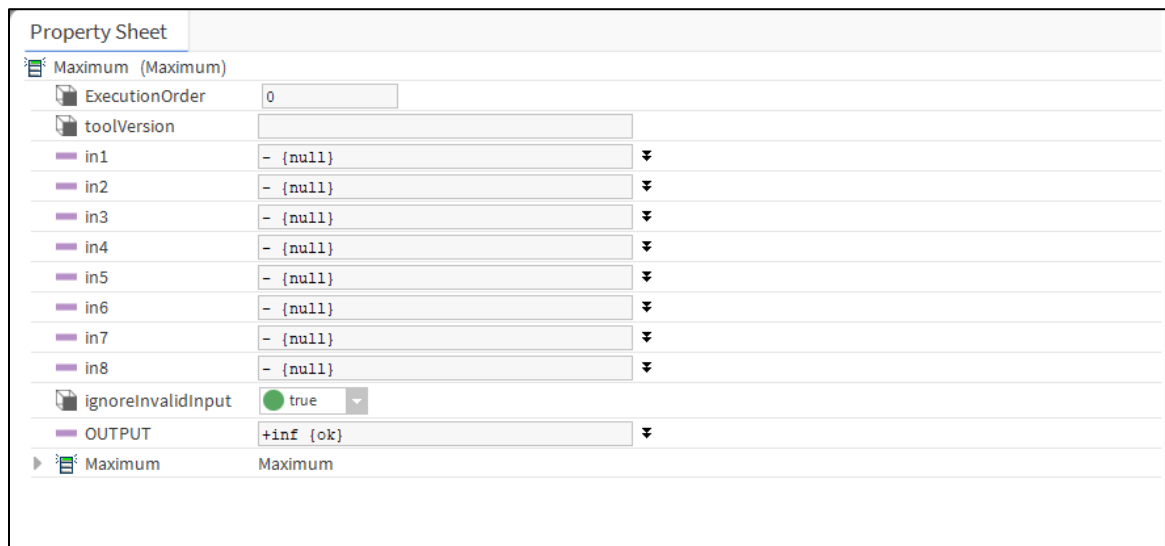 Property Sheet
Maximum (Maximum)
ExecutionOrder 0
toolVersion
in1 - {null}
in2 - {null}
in3 - {null}
in4 - {null}
in5 - {null}
in6 - {null}
in7 - {null}
in8 - {null}
ignoreInvalidInput true
OUTPUT +inf {ok}
Maximum Maximum